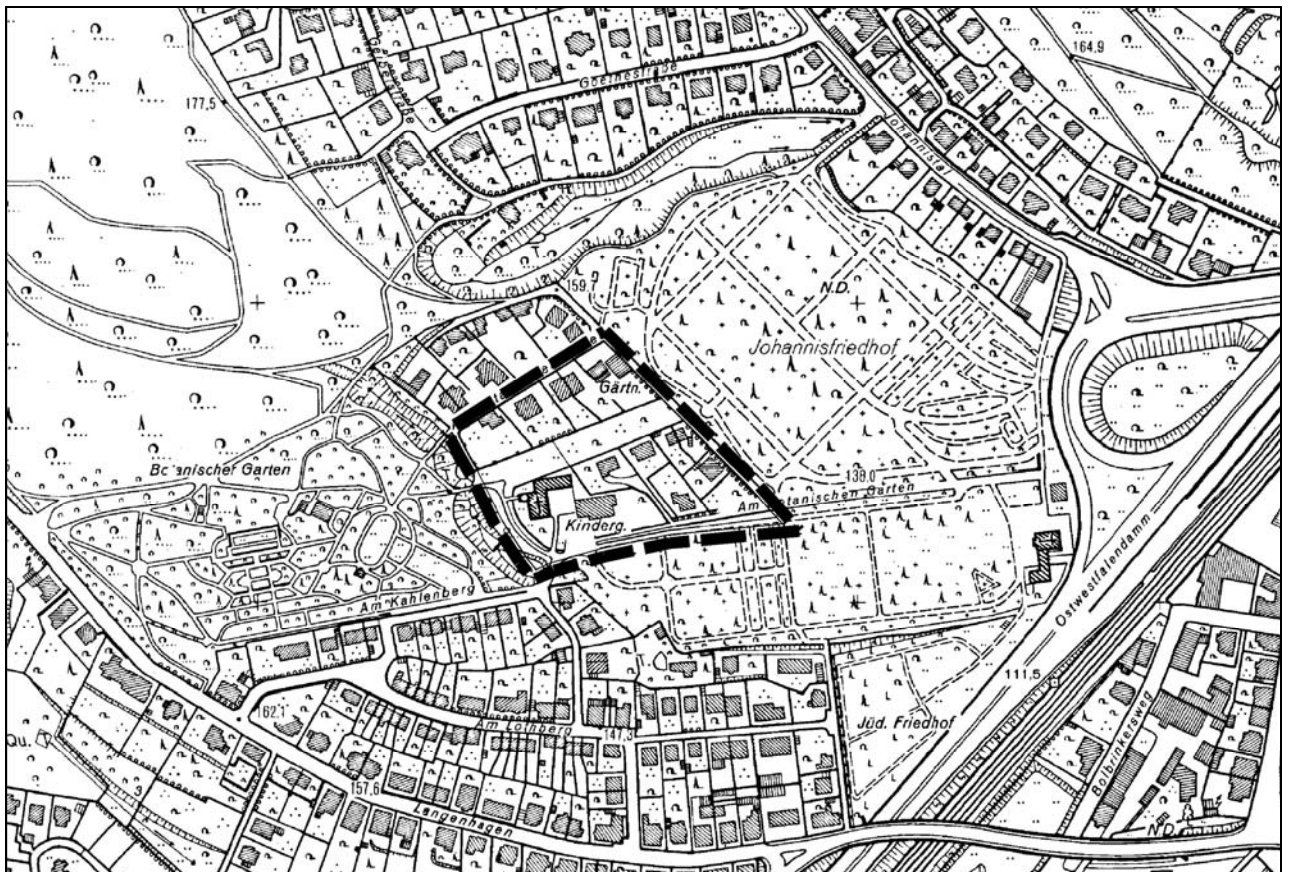 164,9
Goethestraße
177,5
Johannistal
159,7
N.D.
Johannisfriedhof
Gärtn.
138,0
Botanischer Garten
Am Botanischen Garten
Kinderg.
Am Kahlenberg
Ostwestfalendamm
111,5
Jüd. Friedhof
Bolbrinkersweg
162,1
Am Lothberg
147,3
Qu.
157,6
Langenhagen
N.D.